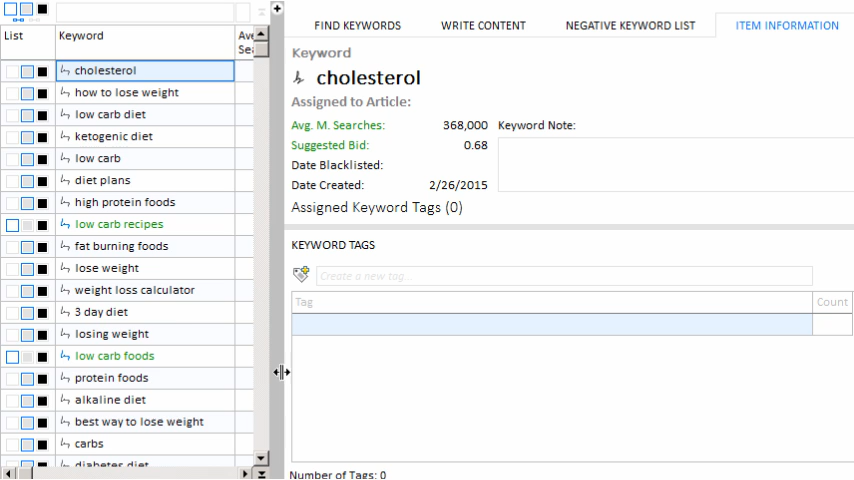 FIND KEYWORDS WRITE CONTENT NEGATIVE KEYWORD LIST ITEM INFORMATION
List Keyword
cholesterol
how to lose weight
low carb diet
ketogenic diet
low carb
diet plans
high protein foods
low carb recipes
fat burning foods
lose weight
weight loss calculator
3 day diet
losing weight
low carb foods
protein foods
alkaline diet
best way to lose weight
carbs
diabetes diet
Keyword
cholesterol
Assigned to Article:
Avg. M. Searches: 368,000 Keyword Note:
Suggested Bid: 0.68
Date Blacklisted:
Date Created: 2/26/2015
Assigned Keyword Tags (0)
KEYWORD TAGS
Create a new tag...
Tag Count
Number of Tags: 0